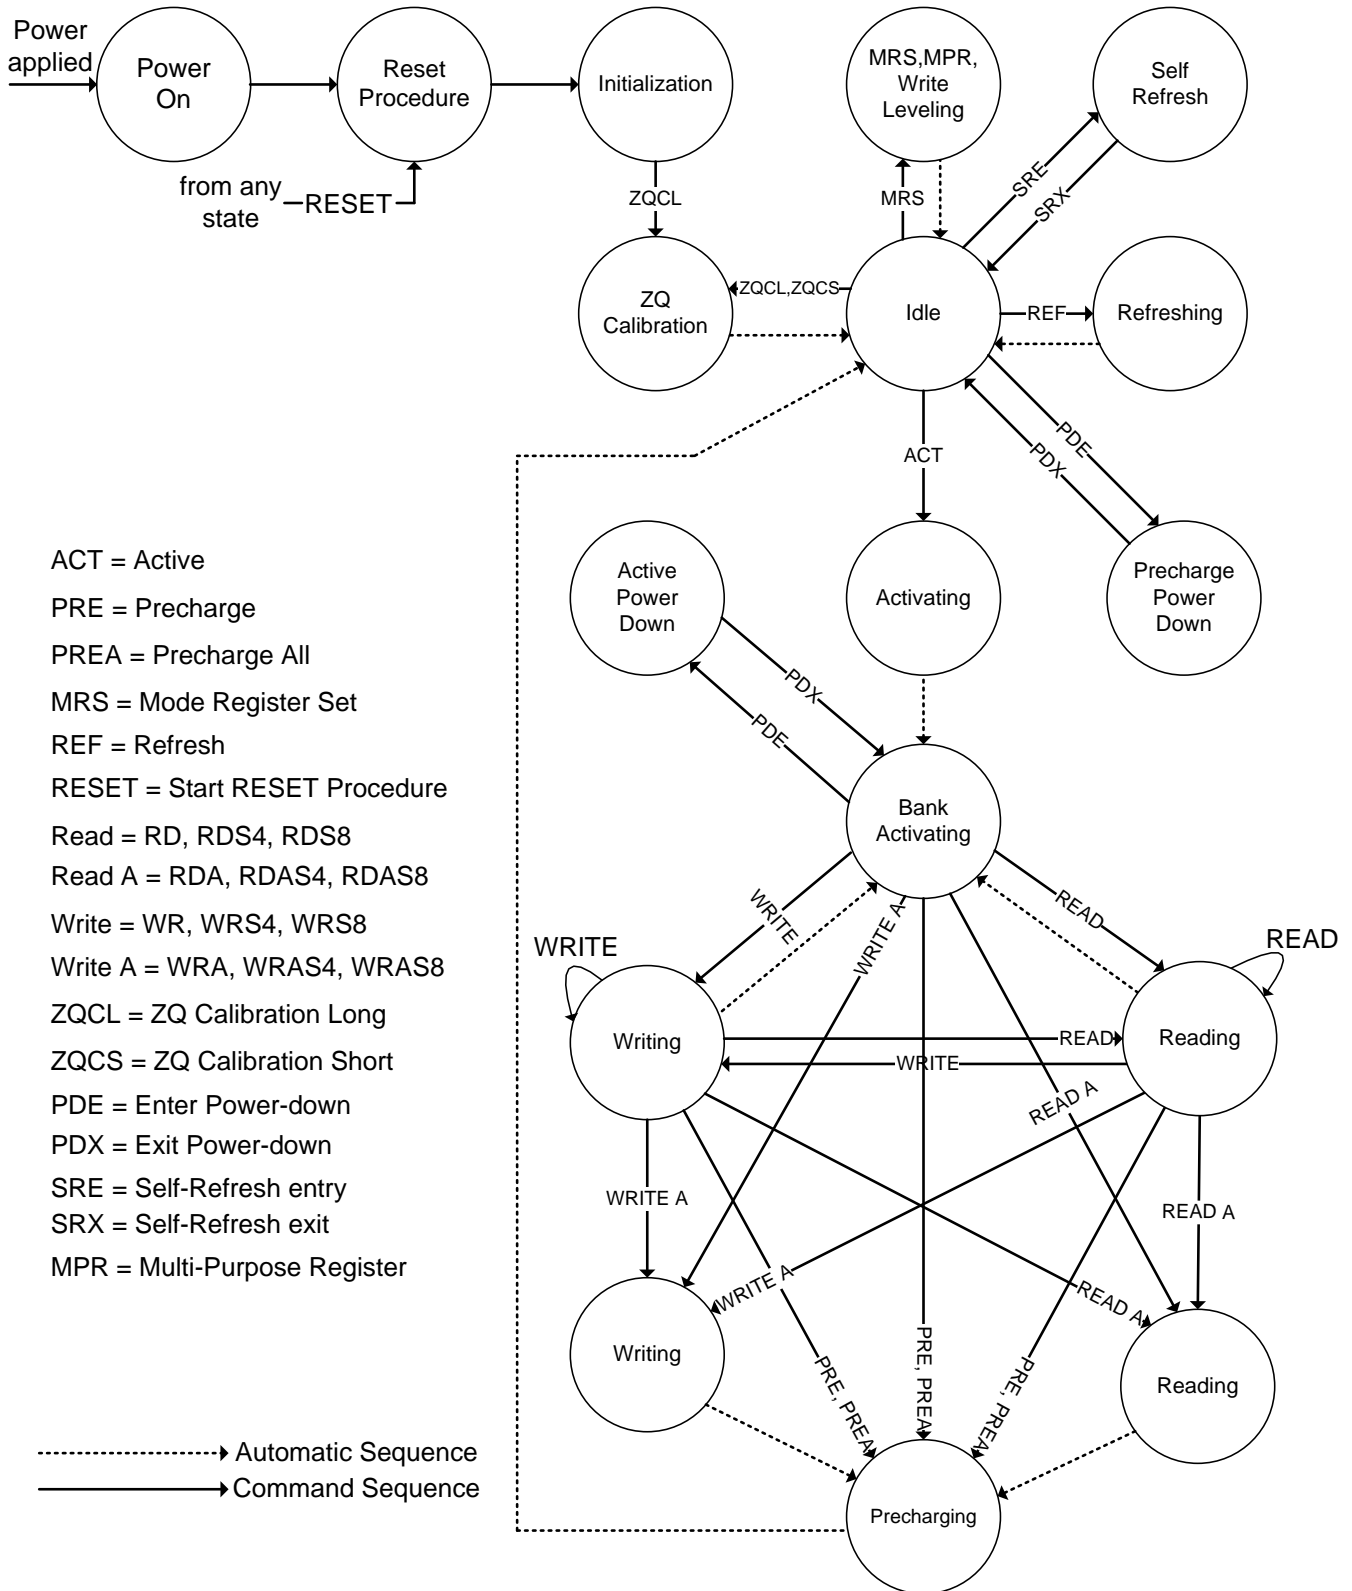 Power
applied
Power
On
Reset
Procedure
Initialization
MRS,MPR,
Write
Leveling
Self
Refresh
from any
state
RESET
ZQCL
MRS
SRE
SRX
ZQ
Calibration
ZQCL,ZQCS
Idle
REF
Refreshing
ACT
PDE
PDX
Active
Power
Down
Activating
Precharge
Power
Down
PDX
PDE
Bank
Activating
WRITE
WRITE A
READ
WRITE
READ
Writing
READ
WRITE
Reading
READ A
WRITE A
READ A
WRITE A
READ A
Writing
PRE, PREA
PRE, PREA
PRE, PREA
Reading
Precharging
ACT = Active
PRE = Precharge
PREA = Precharge All
MRS = Mode Register Set
REF = Refresh
RESET = Start RESET Procedure
Read = RD, RDS4, RDS8
Read A = RDA, RDAS4, RDAS8
Write = WR, WRS4, WRS8
Write A = WRA, WRAS4, WRAS8
ZQCL = ZQ Calibration Long
ZQCS = ZQ Calibration Short
PDE = Enter Power-down
PDX = Exit Power-down
SRE = Self-Refresh entry
SRX = Self-Refresh exit
MPR = Multi-Purpose Register
Automatic Sequence
Command Sequence